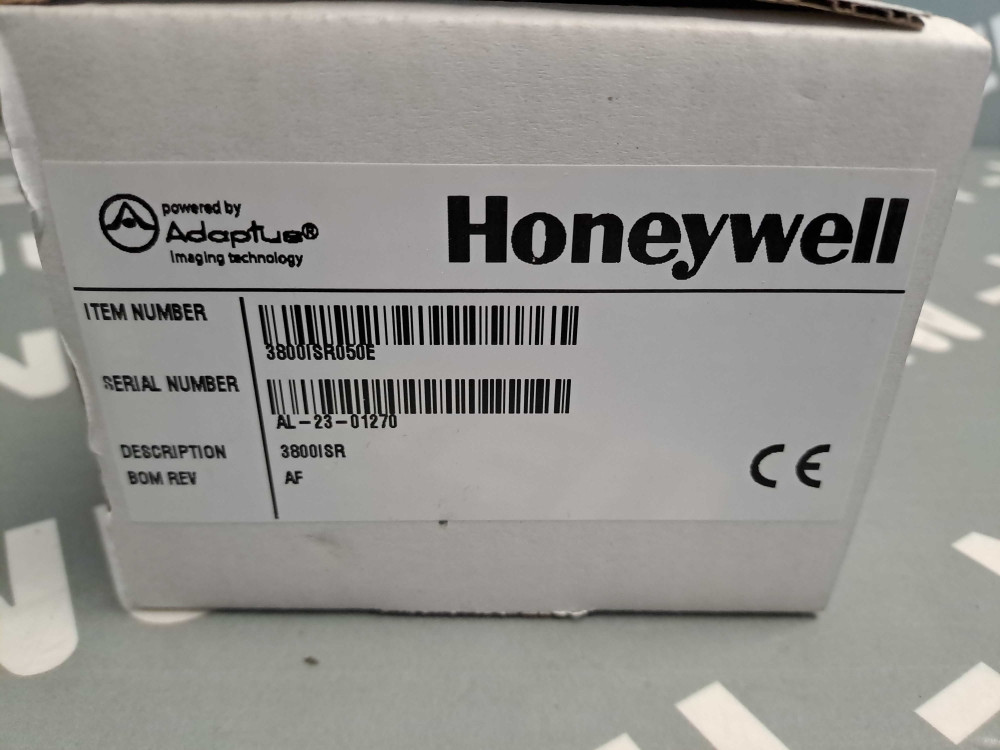 powered by
Adaptus®
Imaging technology
Honeywell
ITEM NUMBER
3800ISR050E
SERIAL NUMBER
AL-23-01270
DESCRIPTION 3800ISR
BOM REV AF
CE